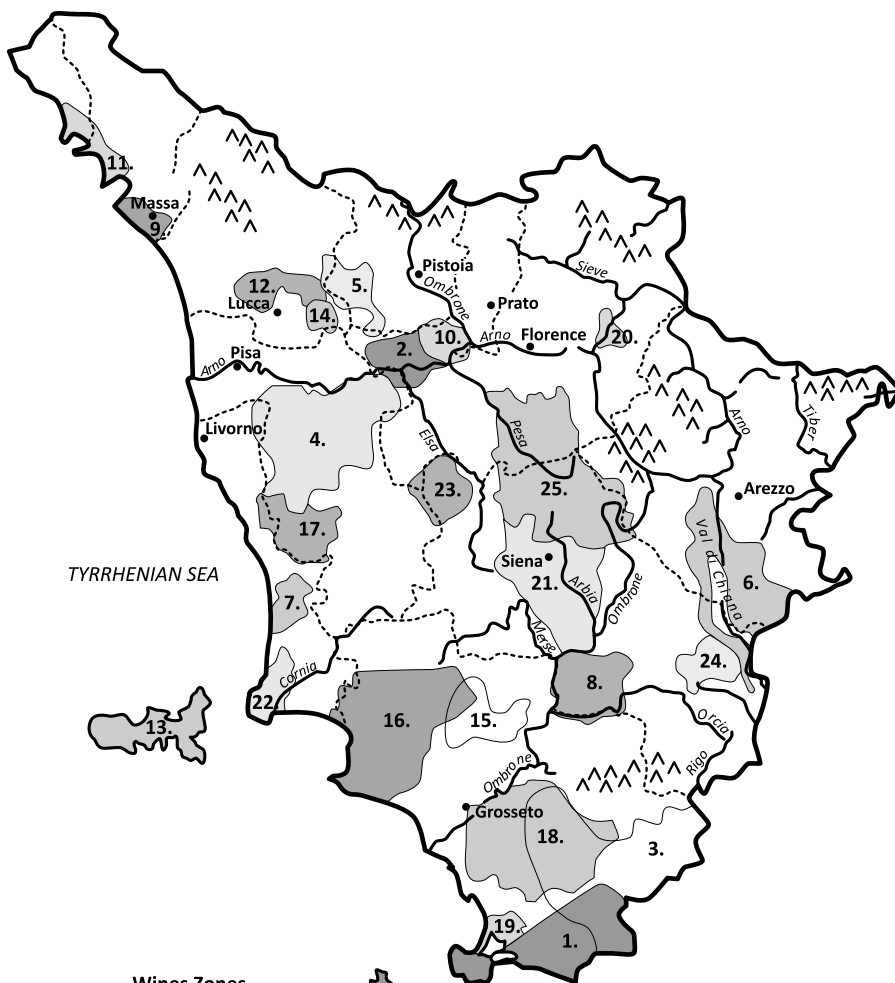 11.
Massa
9.
Pistoia
Sieve
12.
5.
Ombrone
Lucca
14.
Prato
20.
Arno
Pisa
2.
10.
Arno
Florence
Livorno
4.
Elsa
Pesa
Arno
Tiber
23.
25.
Arezzo
17.
Siena
21.
Arbia
Ombrone
Val di Chiana
6.
TYRRHENIAN SEA
7.
Merse
24.
Cornia
22.
8.
13.
16.
15.
Orcia
Rigo
Ombrone
Grosseto
18.
3.
19.
1.
Wines Zones